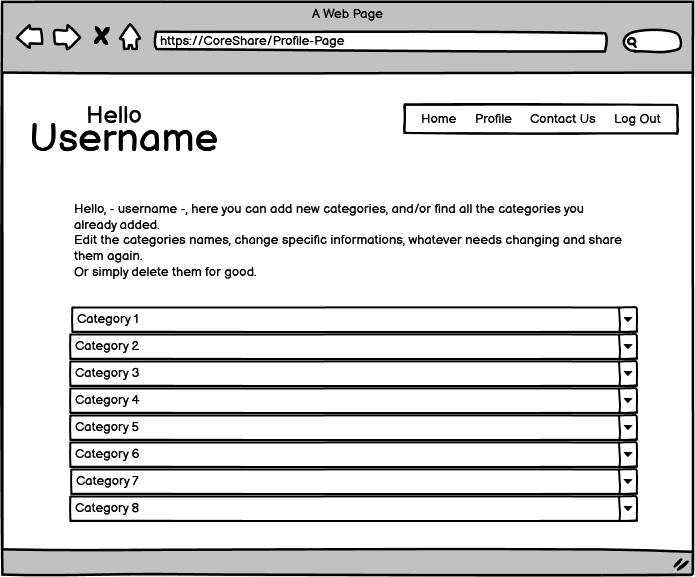 A Web Page
https://CoreShare/Profile-Page
Hello
Username
Home Profile Contact Us Log Out
Hello, - username -, here you can add new categories, and/or find all the categories you
already added.
Edit the categories names, change specific informations, whatever needs changing and share
them again.
Or simply delete them for good.
Category 1
Category 2
Category 3
Category 4
Category 5
Category 6
Category 7
Category 8